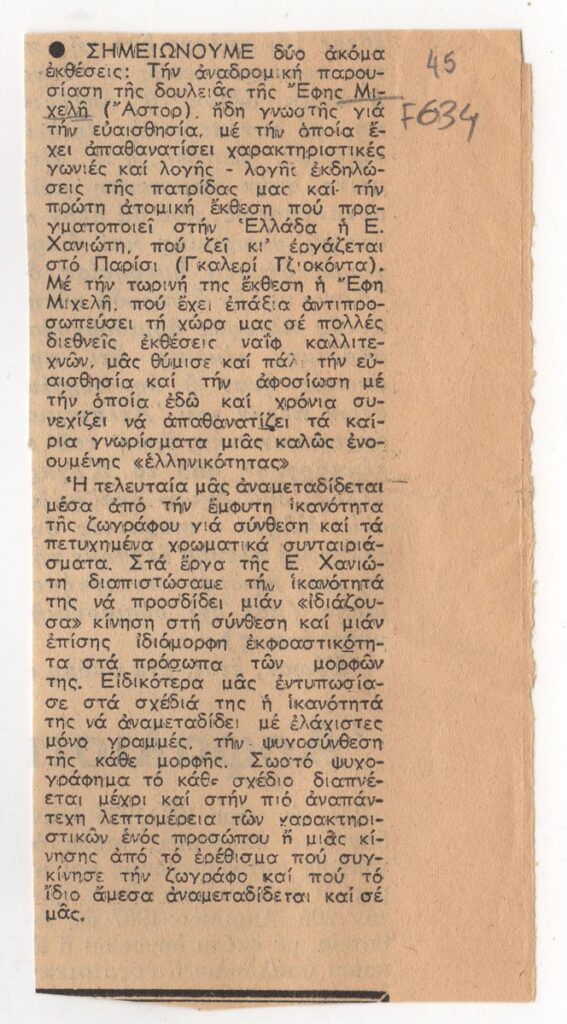 ● ΣΗΜΕΙΩΝΟΥΜΕ δύο ἀκόμα
ἐκθέσεις: Τήν ἀναδρομική παρου-
σίαση τῆς δουλειᾶς τῆς Ἔφης Μι-
χελῆ (Ἄστορ), ἤδη γνωστῆς γιά
τήν εὐαισθησία, μέ τήν ὁποία ἔ-
χει ἀπαθανατίσει χαρακτηριστικές
γωνιές καί λογῆς - λογῆς ἐκδηλώ-
σεις τῆς πατρίδας μας καί τήν
πρώτη ἀτομική ἔκθεση πού πρα-
γματοποιεῖ στήν Ἑλλάδα ἡ Ε.
Χανιώτη, πού ζεῖ κι' ἐργάζεται
στό Παρίσι (Γκαλερί Τζιοκόντα).
Μέ τήν τωρινή της ἔκθεση ἡ Ἔφη
Μιχελῆ, πού ἔχει ἐπάξια ἀντιπρο-
σωπεύσει τή χώρα μας σέ πολλές
διεθνεῖς ἐκθέσεις ναΐφ καλλιτε-
χνῶν, μᾶς θύμισε καί πάλι τήν εὐ-
αισθησία καί τήν ἀφοσίωση μέ
τήν ὁποία ἐδῶ καί χρόνια συ-
νεχίζει νά ἀπαθανατίζει τά καί-
ρια γνωρίσματα μιᾶς καλῶς ἐνο-
ουμένης «ἑλληνικότητας»
Ἡ τελευταία μᾶς ἀναμεταδίδεται
μέσα ἀπό τήν ἔμφυτη ἱκανότητα
τῆς ζωγράφου γιά σύνθεση καί τά
πετυχημένα χρωματικά συνταιριά-
σματα. Στά ἔργα τῆς Ε. Χανιώ-
τη διαπιστώσαμε τήν ἱκανότητά
της νά προσδίδει μιάν «ἰδιάζου-
σα» κίνηση στή σύνθεση καί μιάν
ἐπίσης ἰδιόμορφη ἐκφραστικότη-
τα στά πρόσωπα τῶν μορφῶν
της. Εἰδικότερα μᾶς ἐντυπωσία-
σε στά σχέδιά της ἡ ἱκανότητά
της νά ἀναμεταδίδει μέ ἐλάχιστες
μόνο γραμμές, τήν ψυχοσύνθεση
τῆς κάθε μορφῆς. Σωστό ψυχο-
γράφημα τό κάθε σχέδιο διαπνέ-
εται μέχρι καί στήν πιό ἀναπάν-
τεχη λεπτομέρεια τῶν χαρακτηρι-
στικῶν ἑνός προσώπου ἤ μιᾶς κί-
νησης ἀπό τό ἐρέθισμα πού συγ-
κίνησε τήν ζωγράφο καί πού τό
ἴδιο ἄμεσα ἀναμεταδίδεται καί σέ
μᾶς.
45
F634